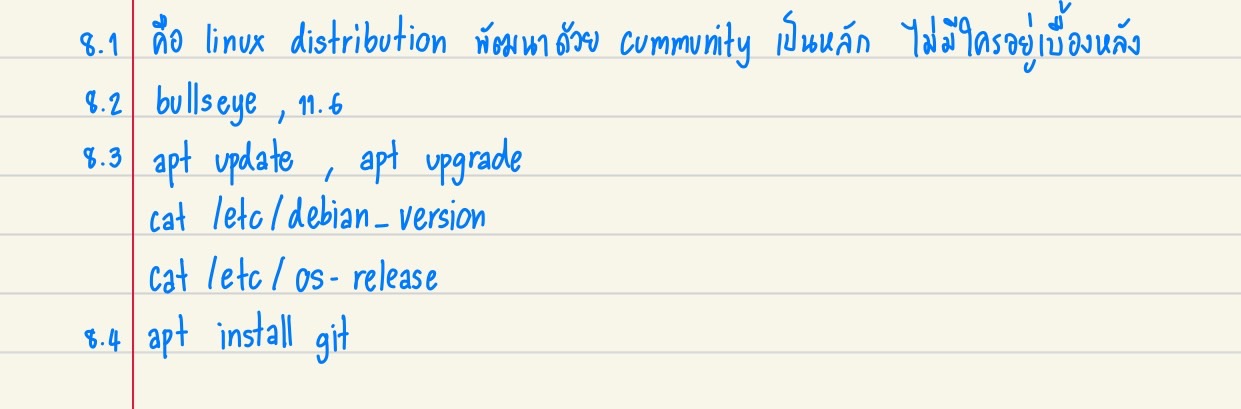 8.1 คือ linux distribution พัฒนาด้วย cummunity เป็นหลัก ไม่มีใครอยู่เบื้องหลัง
8.2 bullseye , 11.6
8.3 apt update , apt upgrade
cat /etc/debian_version
cat /etc/os-release
8.4 apt install git